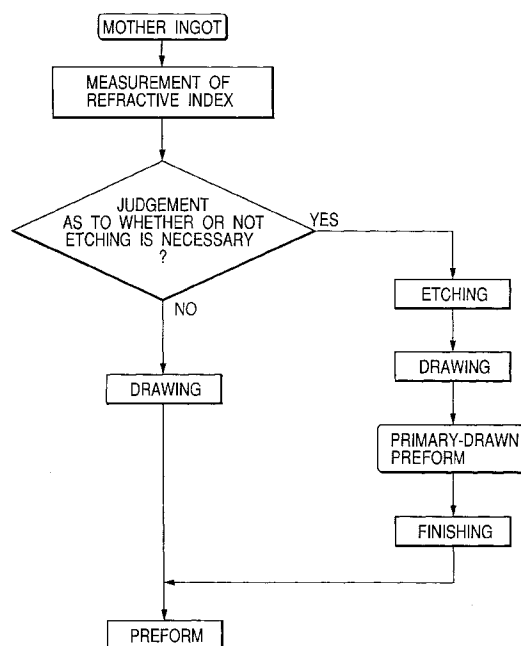 MOTHER INGOT
MEASUREMENT OF
REFRACTIVE INDEX
JUDGEMENT
AS TO WHETHER OR NOT
ETCHING IS NECESSARY
?
YES
NO
ETCHING
DRAWING
DRAWING
PRIMARY-DRAWN
PREFORM
FINISHING
PREFORM